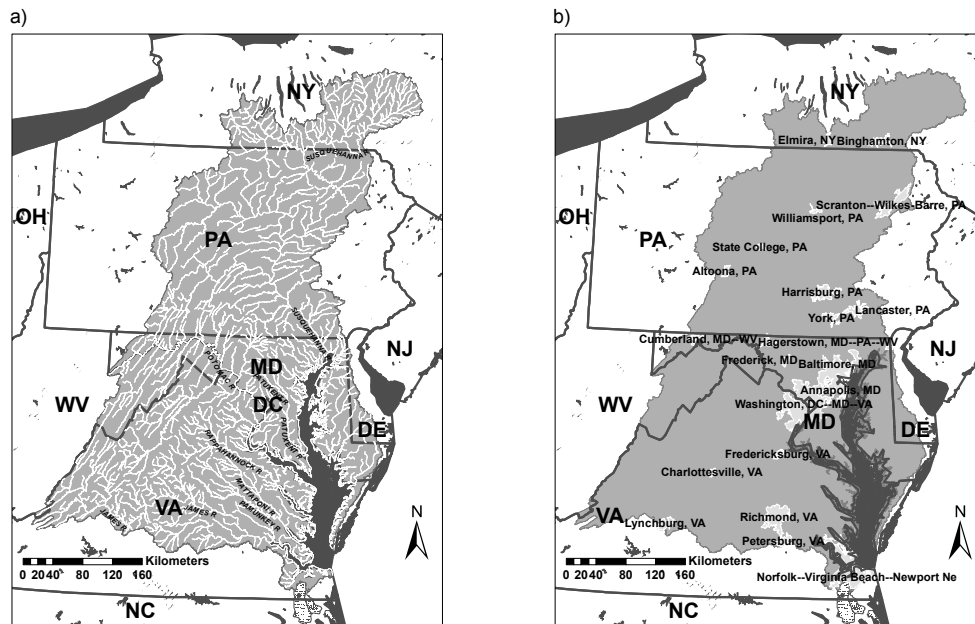 a)
NY
SUSQUEHANNA R
OH
PA
SUSQUEHANNA R
NJ
POTOMAC R
MD
PATUXENT R
DC
WV
PATUXENT R
DE
RAPPAHANNOCK R
MATTAPONI R
VA
JAMES R
PAMUNKEY R
JAMES R
N
Kilometers
0 20 40 80 120 160
NC
b)
NY
Elmira, NY
Binghamton, NY
Scranton--Wilkes-Barre, PA
OH
Williamsport, PA
PA
State College, PA
Altoona, PA
Harrisburg, PA
Lancaster, PA
York, PA
Cumberland, MD--WV
Hagerstown, MD--PA--WV
NJ
Frederick, MD
Baltimore, MD
Annapolis, MD
WV
Washington, DC--MD--VA
MD
DE
Fredericksburg, VA
Charlottesville, VA
VA
Lynchburg, VA
Richmond, VA
N
Petersburg, VA
Kilometers
0 20 40 80 120 160
Norfolk--Virginia Beach--Newport Ne
NC